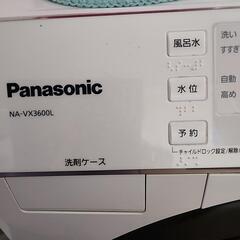 Panasonic
NA-VX3600L
洗剤ケース
風呂水
水位
予約
チャイルドロック設定/解除
洗い
すすぎ
自動
高め